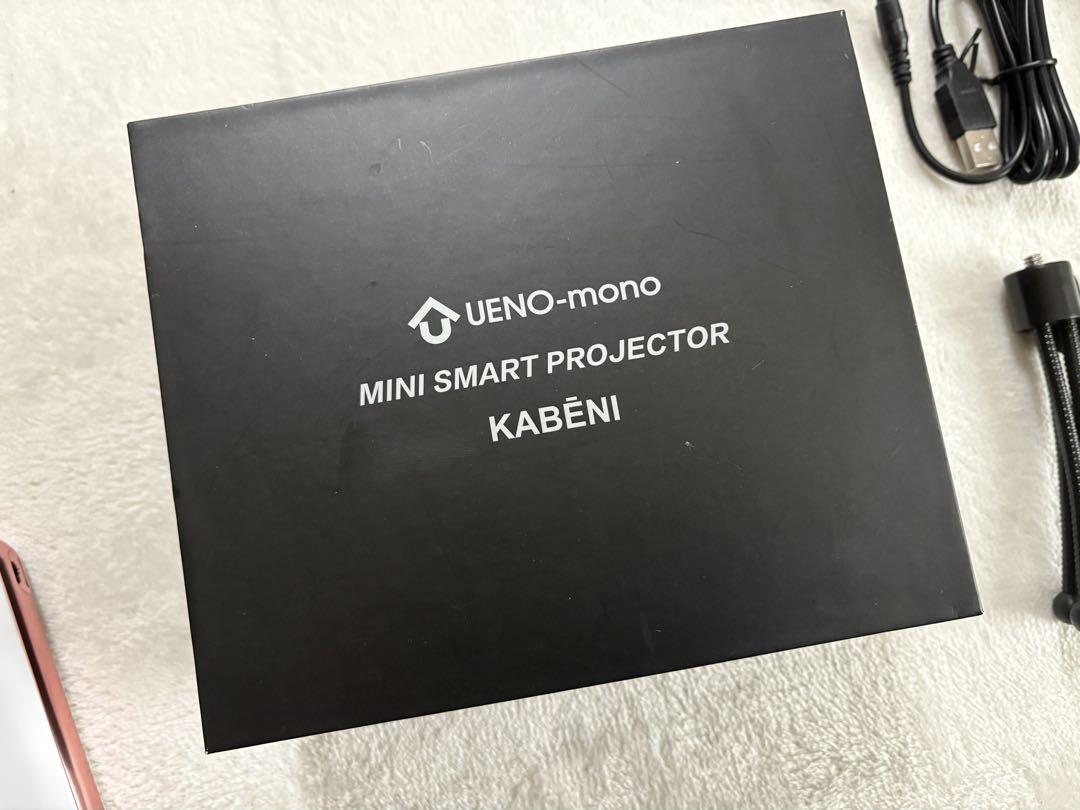 UENO-mono
MINI SMART PROJECTOR
KABĒNI